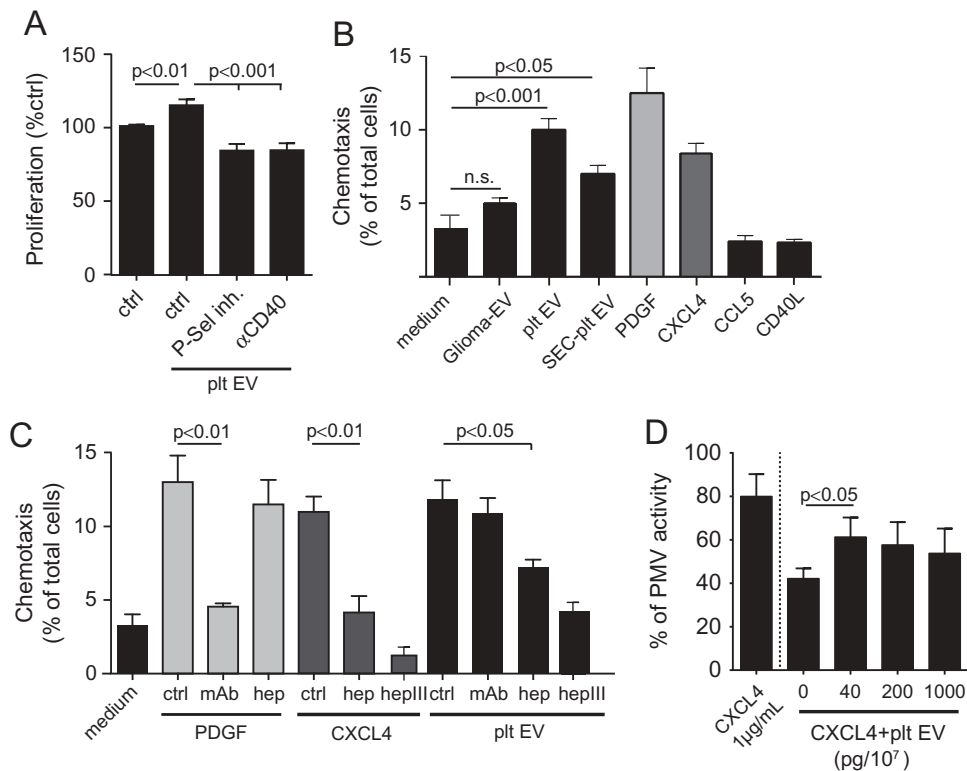 A
Proliferation (%ctrl)
150
100
50
0
p<0.01
p<0.001
ctrl
ctrl
P-Sel inh.
αCD40
plt EV
B
Chemotaxis
(% of total cells)
15
10
5
0
p<0.05
p<0.001
n.s.
medium
Glioma-EV
plt EV
SEC-plt EV
PDGF
CXCL4
CCL5
CD40L
C
Chemotaxis
(% of total cells)
15
10
5
0
p<0.01
p<0.01
p<0.05
medium
ctrl mAb hep
PDGF
ctrl hep hepIII
CXCL4
ctrl mAb hep hepIII
plt EV
D
% of PMV activity
100
80
60
40
20
0
p<0.05
CXCL4
1µg/mL
0 40 200 1000
CXCL4+plt EV
(pg/10⁷)